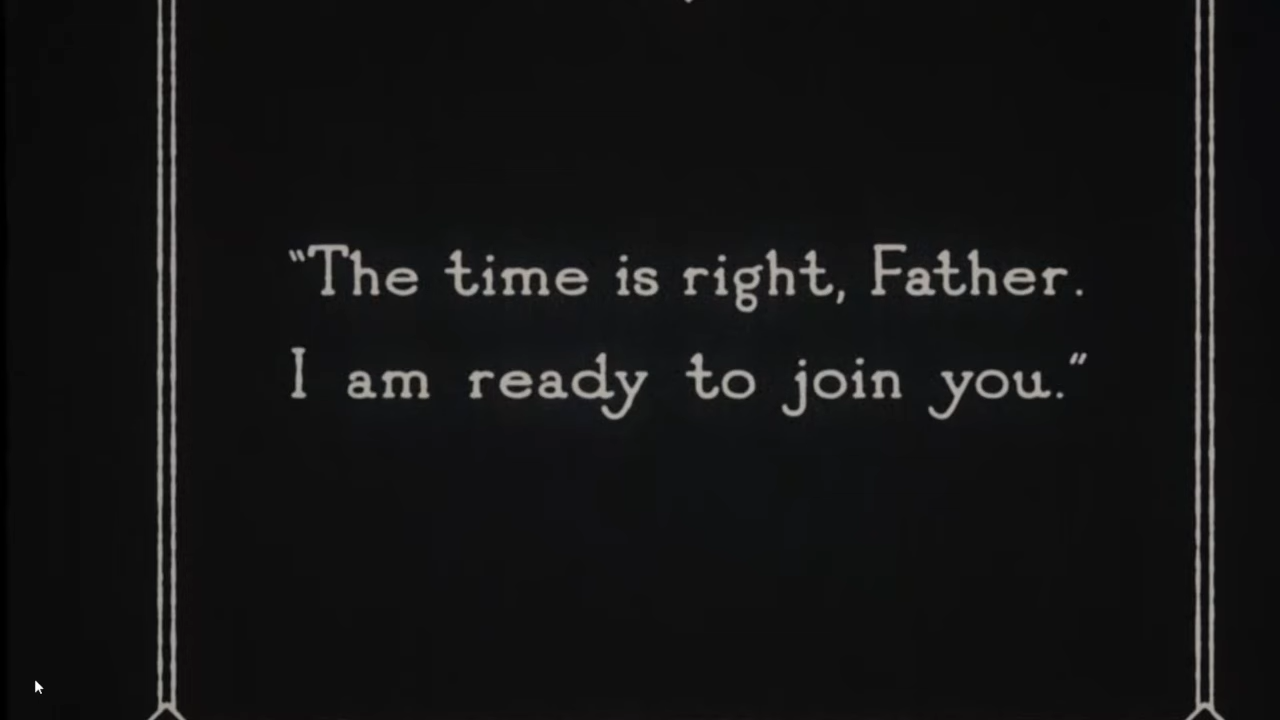 “The time is right, Father.
I am ready to join you.”